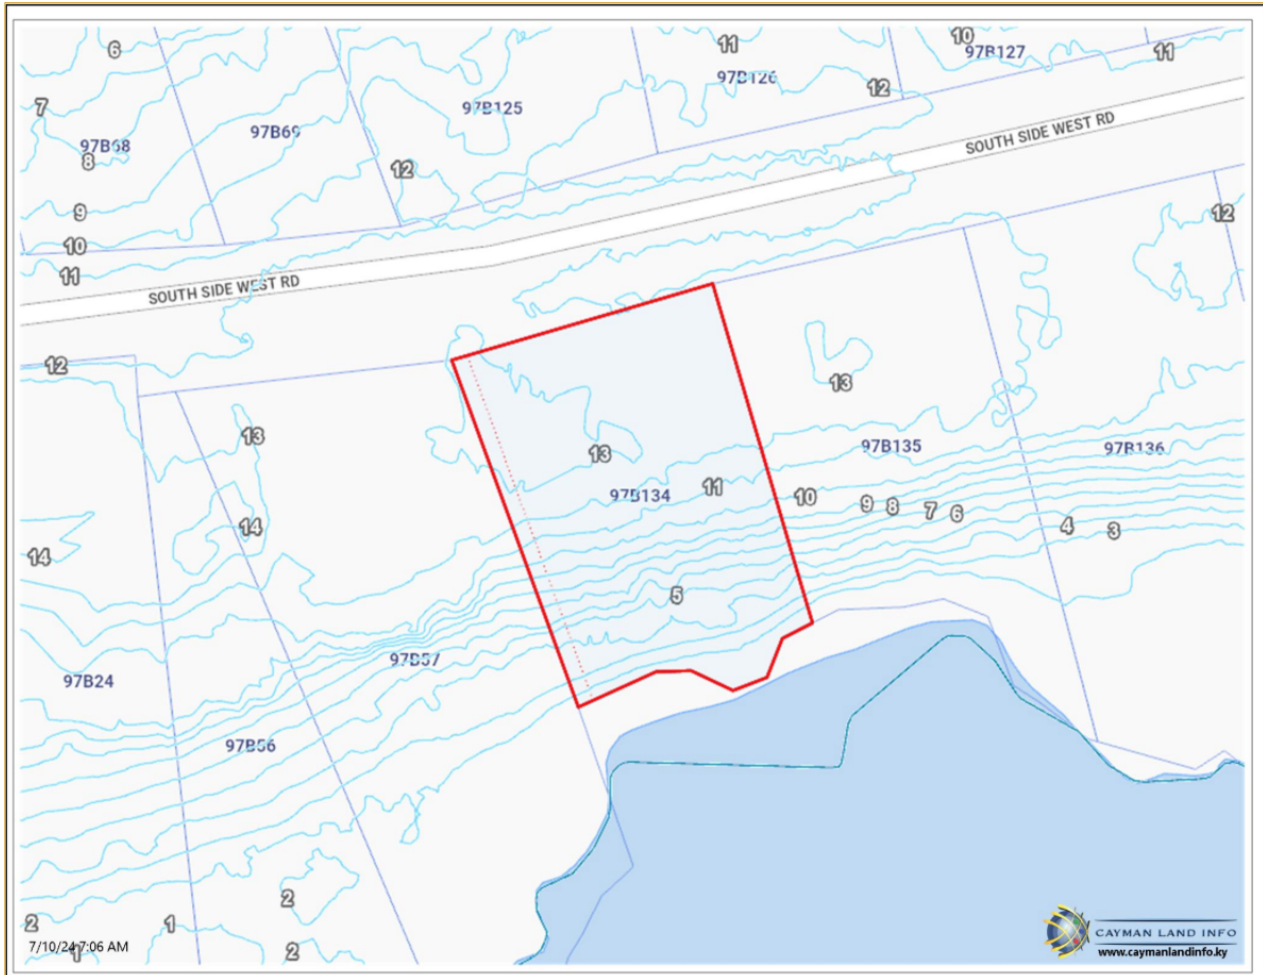 6
11
10
97B127
11
97B126
12
7
97B125
97B69
97B68
8
SOUTH SIDE WEST RD
12
9
12
10
11
SOUTH SIDE WEST RD
12
13
13
97B135
97B136
13
97B134
11
10
9
8
7
6
4
3
14
14
5
97B57
97B24
97B56
2
2
1
7/10/24 7:06 AM
1
2
CAYMAN LAND INFO
www.caymanlandinfo.ky